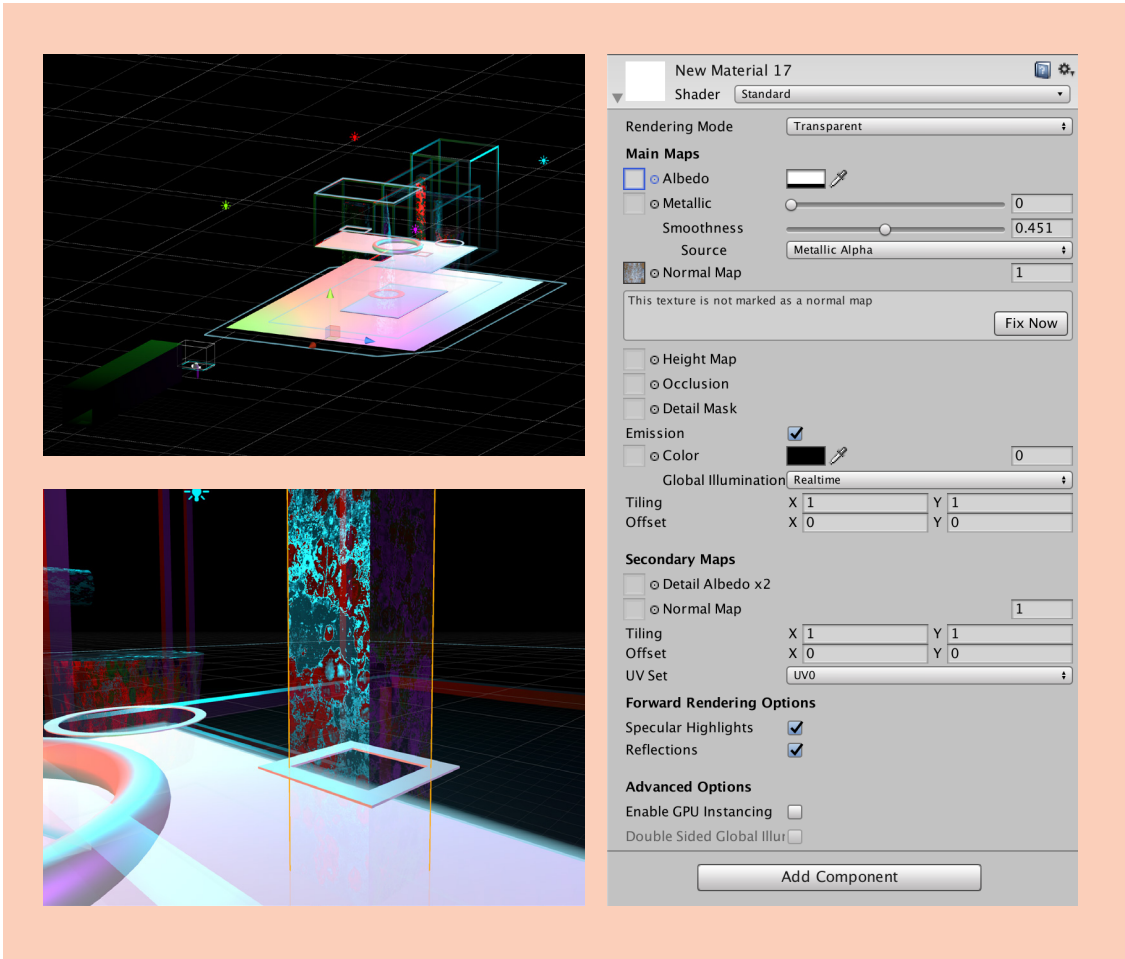 New Material 17
Shader Standard
Rendering Mode Transparent
Main Maps
Albedo
Metallic 0
Smoothness 0.451
Source Metallic Alpha
Normal Map 1
This texture is not marked as a normal map
Fix Now
Height Map
Occlusion
Detail Mask
Emission
Color 0
Global Illumination Realtime
Tiling X 1 Y 1
Offset X 0 Y 0
Secondary Maps
Detail Albedo x2
Normal Map 1
Tiling X 1 Y 1
Offset X 0 Y 0
UV Set UV0
Forward Rendering Options
Specular Highlights
Reflections
Advanced Options
Enable GPU Instancing
Double Sided Global Illur
Add Component